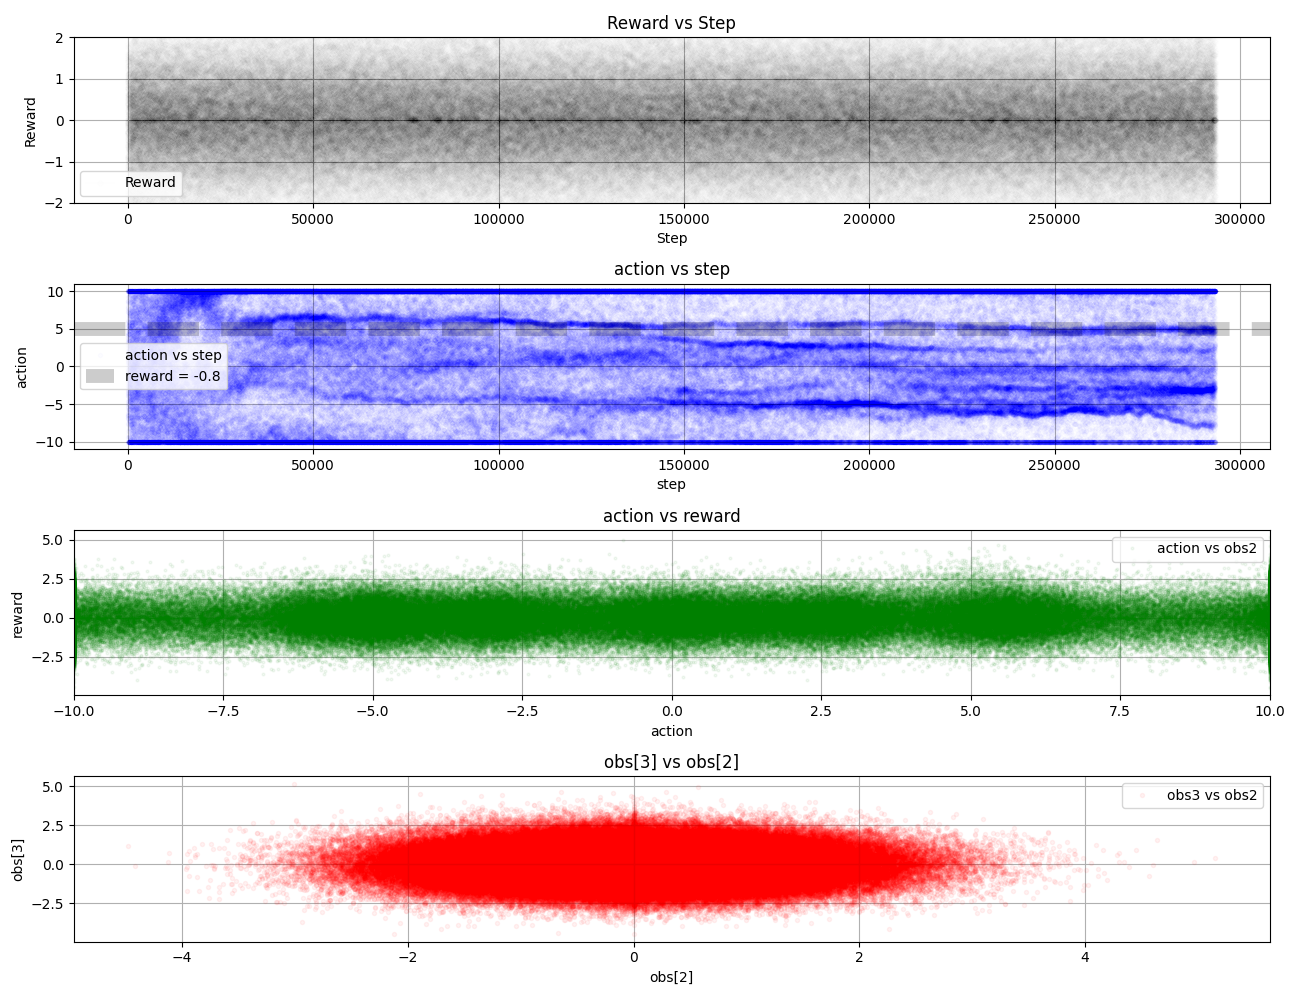 Reward vs Step
Reward
2
1
0
−1
−2
Reward
0 50000 100000 150000 200000 250000 300000
Step
action vs step
action
10
5
0
−5
−10
action vs step
reward = -0.8
0 50000 100000 150000 200000 250000 300000
step
action vs reward
reward
5.0
2.5
0.0
−2.5
action vs obs2
−10.0 −7.5 −5.0 −2.5 0.0 2.5 5.0 7.5 10.0
action
obs[3] vs obs[2]
obs[3]
5.0
2.5
0.0
−2.5
obs3 vs obs2
−4 −2 0 2 4
obs[2]